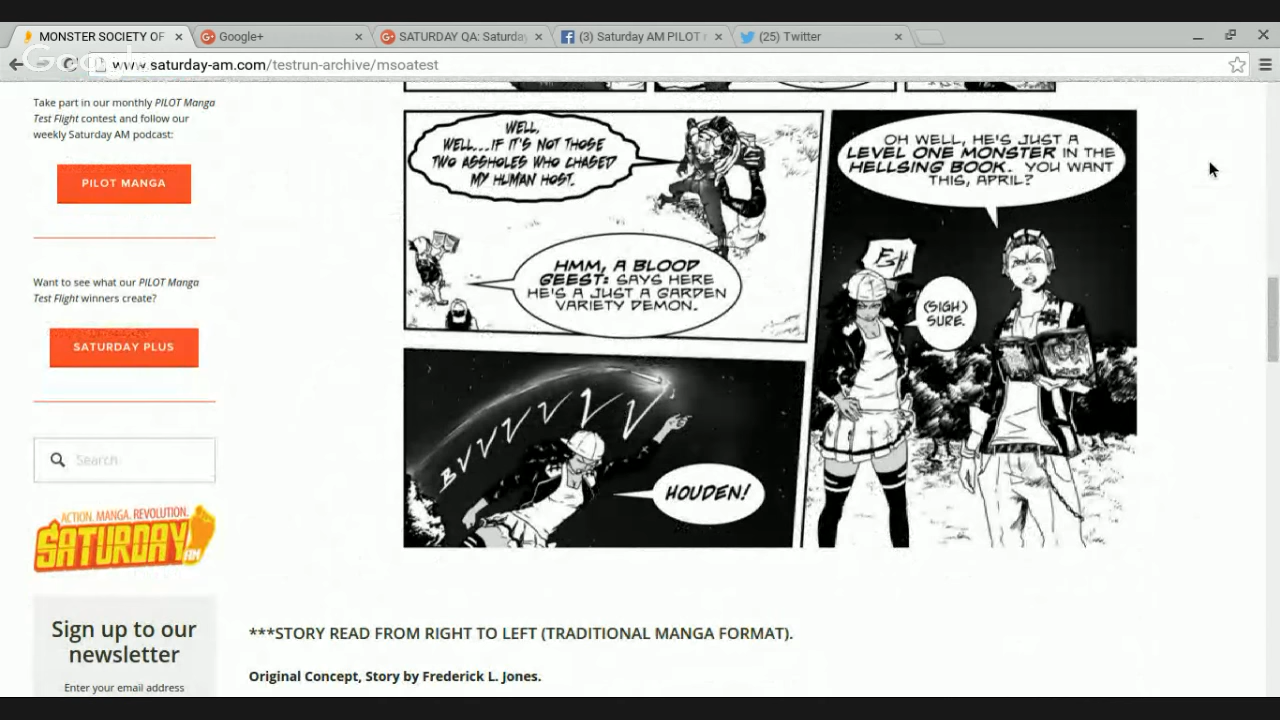 MONSTER SOCIETY OF
Google+
SATURDAY QA: Saturda
(3) Saturday AM PILOT
(25) Twitter
www.saturday-am.com/testrun-archive/msoatest
Take part in our monthly PILOT Manga
Test Flight contest and follow our
weekly Saturday AM podcast:
PILOT MANGA
Want to see what our PILOT Manga
Test Flight winners create?
SATURDAY PLUS
Search
ACTION. MANGA. REVOLUTION.
SATURDAY AM
Sign up to our
newsletter
Enter your email address
OH WELL, HE'S JUST A
LEVEL ONE MONSTER IN THE
HELLSING BOOK. YOU WANT
THIS, APRIL?
(SIGH)
SURE.
WELL,
WELL...IF IT'S NOT THOSE
TWO ASSHOLES WHO CHASED
MY HUMAN HOST.
HMM, A BLOOD
GEEST: SAYS HERE
HE'S A JUST A GARDEN
VARIETY DEMON.
BVVVVZZV
HOUDEN!
***STORY READ FROM RIGHT TO LEFT (TRADITIONAL MANGA FORMAT).
Original Concept, Story by Frederick L. Jones.